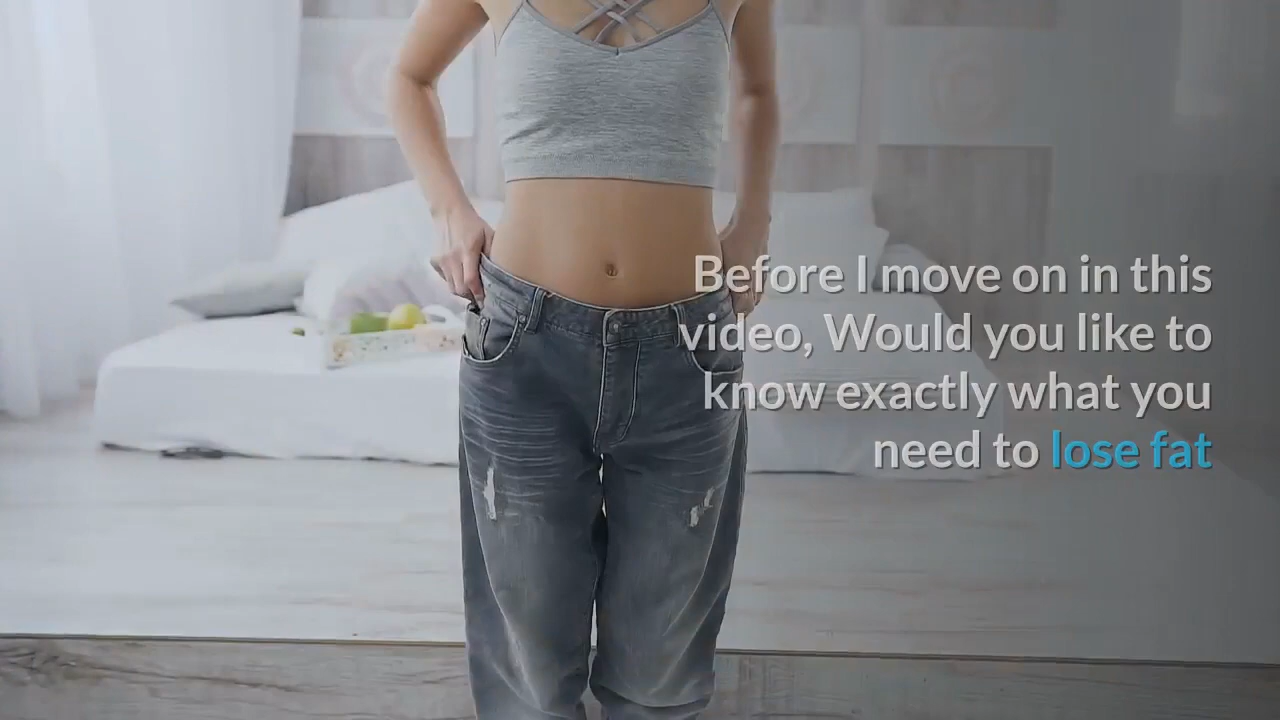 Before I move on in this
video, Would you like to
know exactly what you
need to lose fat